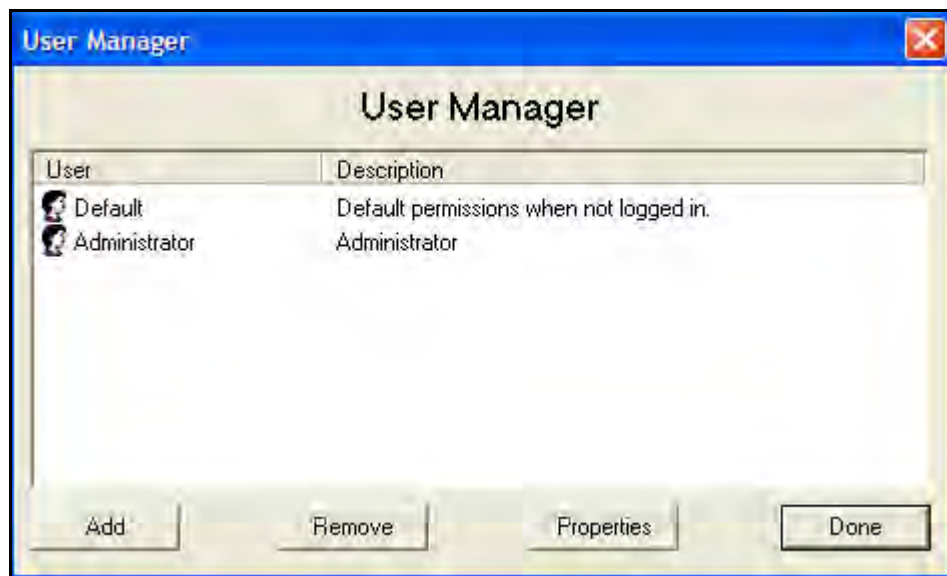 User Manager
User Manager
User Description
Default Default permissions when not logged in.
Administrator Administrator
Add Remove Properties Done